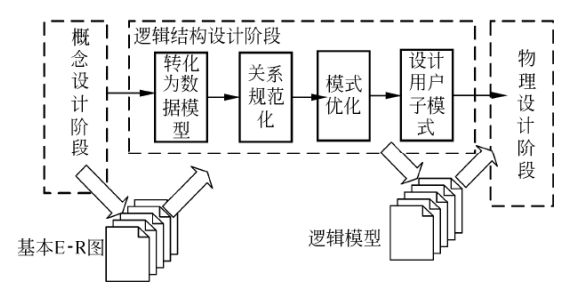 概
念
设
计
阶
段
逻辑结构设计阶段
转化
为数
据模
型
关系
规范
化
模式
优化
设计
用户
子模
式
物
理
设
计
阶
段
基本E-R图
逻辑模型